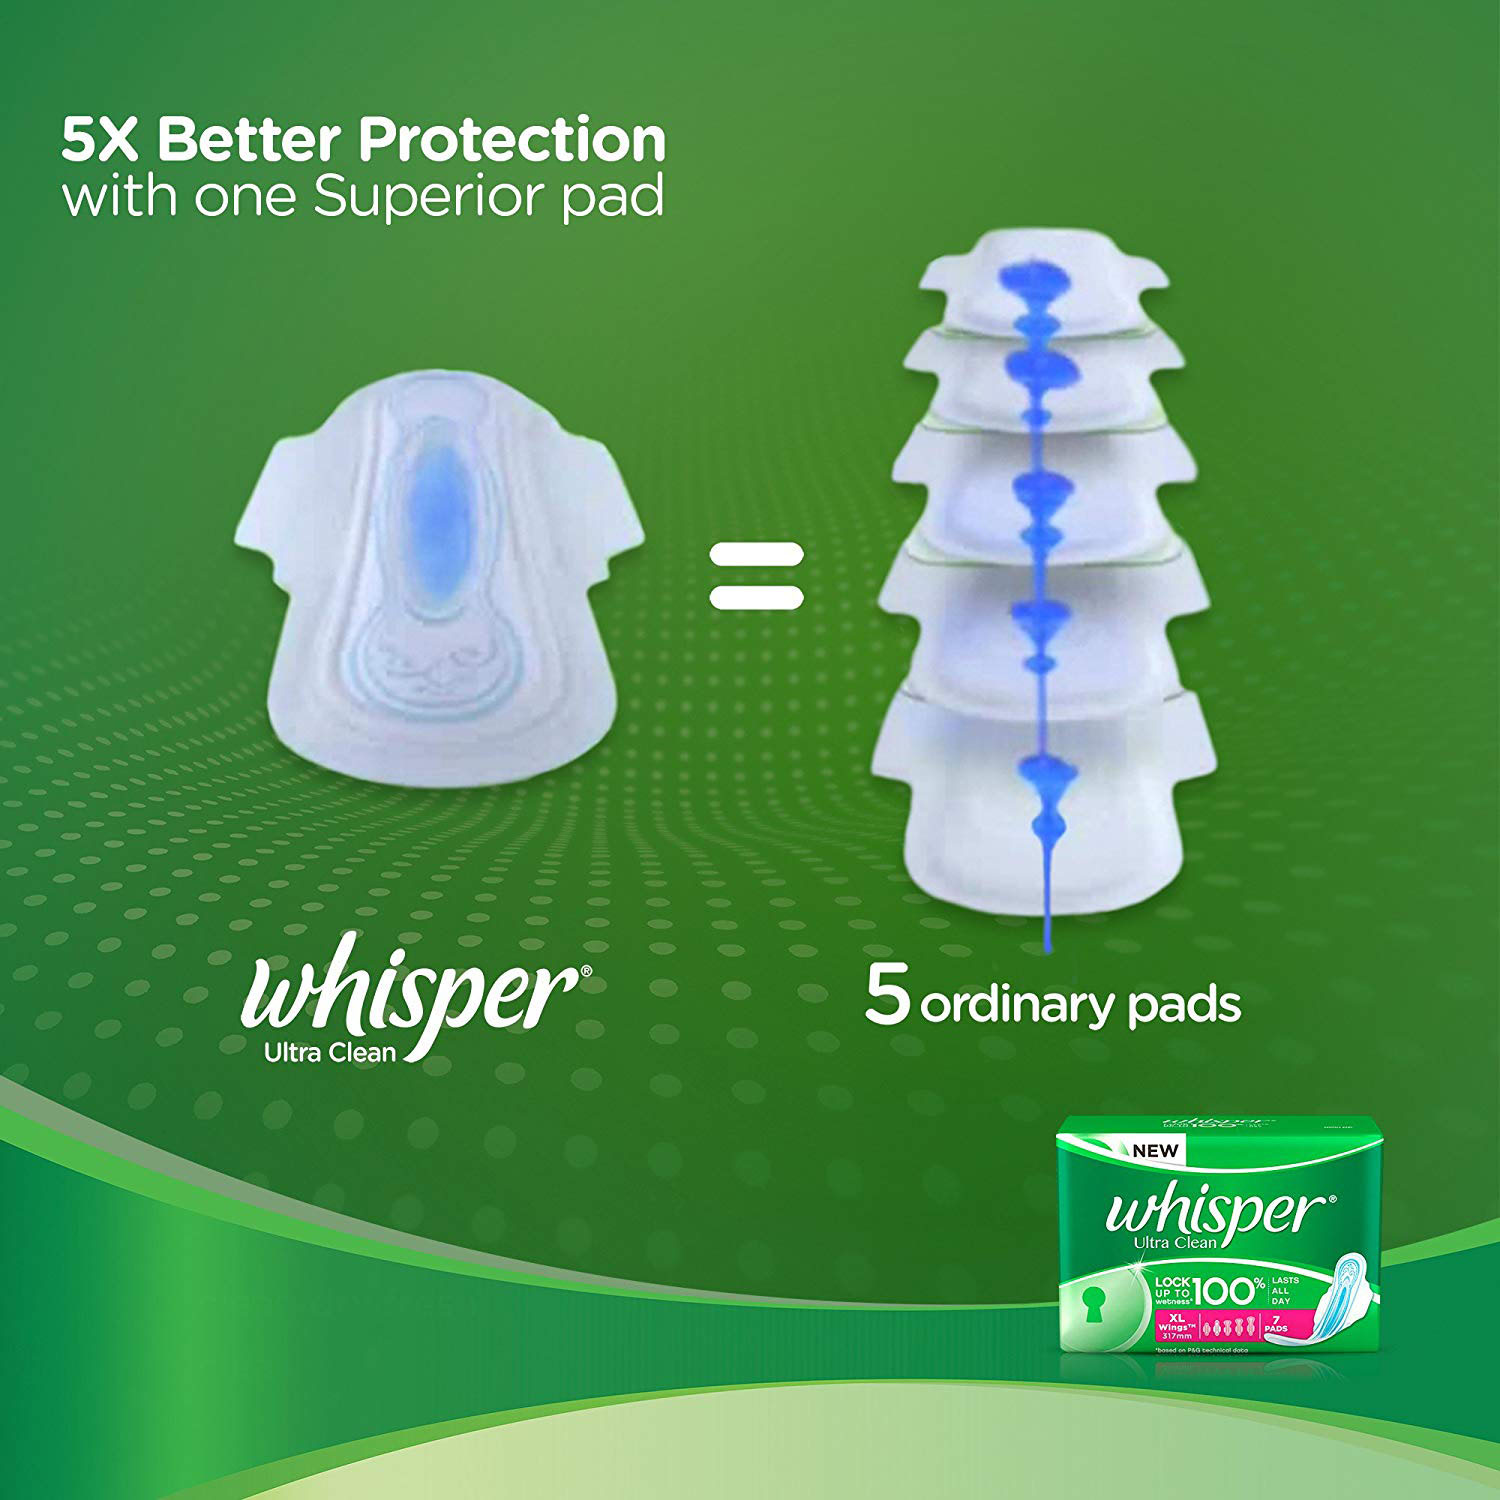 5X Better Protection
with one Superior pad
whisper®
Ultra Clean
5 ordinary pads
NEW
whisper®
Ultra Clean
LOCK
UP TO
wetness*
100%
LASTS
ALL
DAY
XL
Wings™
317mm
7
PADS
*based on P&G technical data